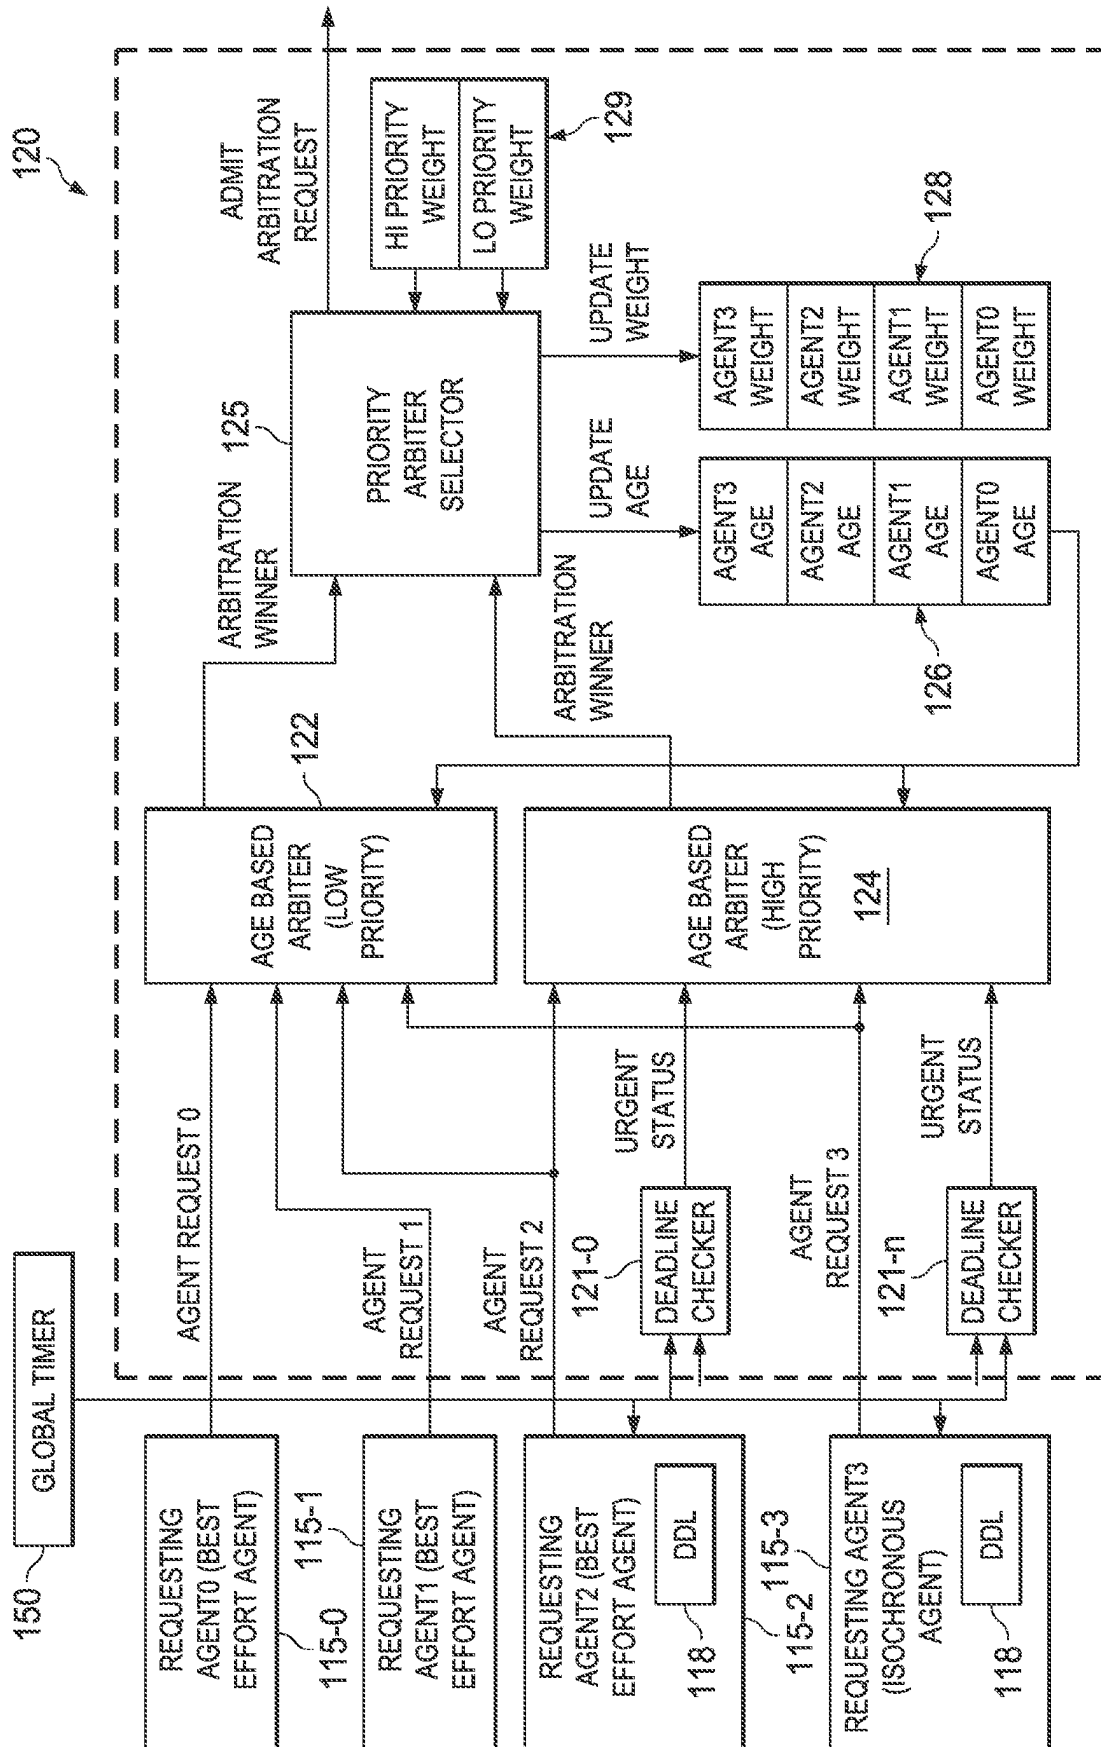 120
150
GLOBAL TIMER
REQUESTING
AGENT0 (BEST
EFFORT AGENT)
115-0
115-1
REQUESTING
AGENT1 (BEST
EFFORT AGENT)
REQUESTING
AGENT2 (BEST
EFFORT AGENT)
DDL
118
115-2
115-3
REQUESTING AGENT3
(ISOCHRONOUS
AGENT)
DDL
118
AGENT REQUEST 0
AGENT
REQUEST 1
AGENT
REQUEST 2
121-0
DEADLINE
CHECKER
URGENT
STATUS
AGENT
REQUEST 3
121-n
DEADLINE
CHECKER
URGENT
STATUS
AGE BASED
ARBITER
(LOW
PRIORITY)
122
AGE BASED
ARBITER
(HIGH
PRIORITY)
124
ARBITRATION
WINNER
ARBITRATION
WINNER
125
PRIORITY
ARBITER
SELECTOR
ADMIT
ARBITRATION
REQUEST
HI PRIORITY
WEIGHT
LO PRIORITY
WEIGHT
129
UPDATE
AGE
UPDATE
WEIGHT
AGENT3
AGE
AGENT2
AGE
AGENT1
AGE
AGENT0
AGE
126
AGENT3
WEIGHT
AGENT2
WEIGHT
AGENT1
WEIGHT
AGENT0
WEIGHT
128